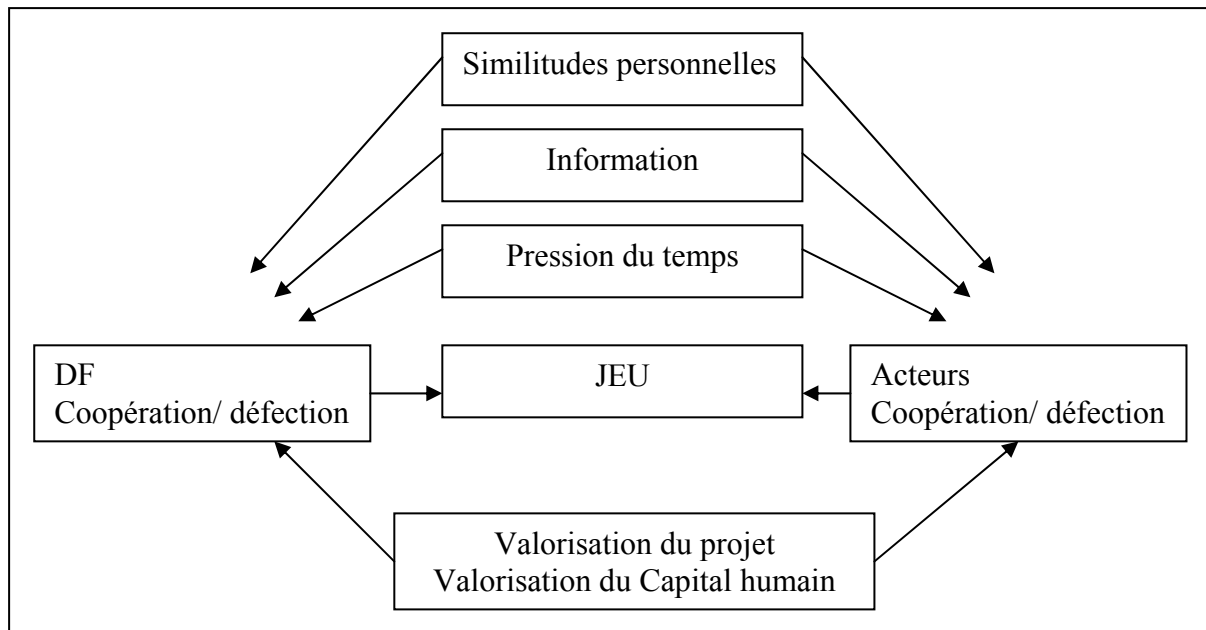 Similitudes personnelles
Information
Pression du temps
DF
Coopération/ défection
JEU
Acteurs
Coopération/ défection
Valorisation du projet
Valorisation du Capital humain